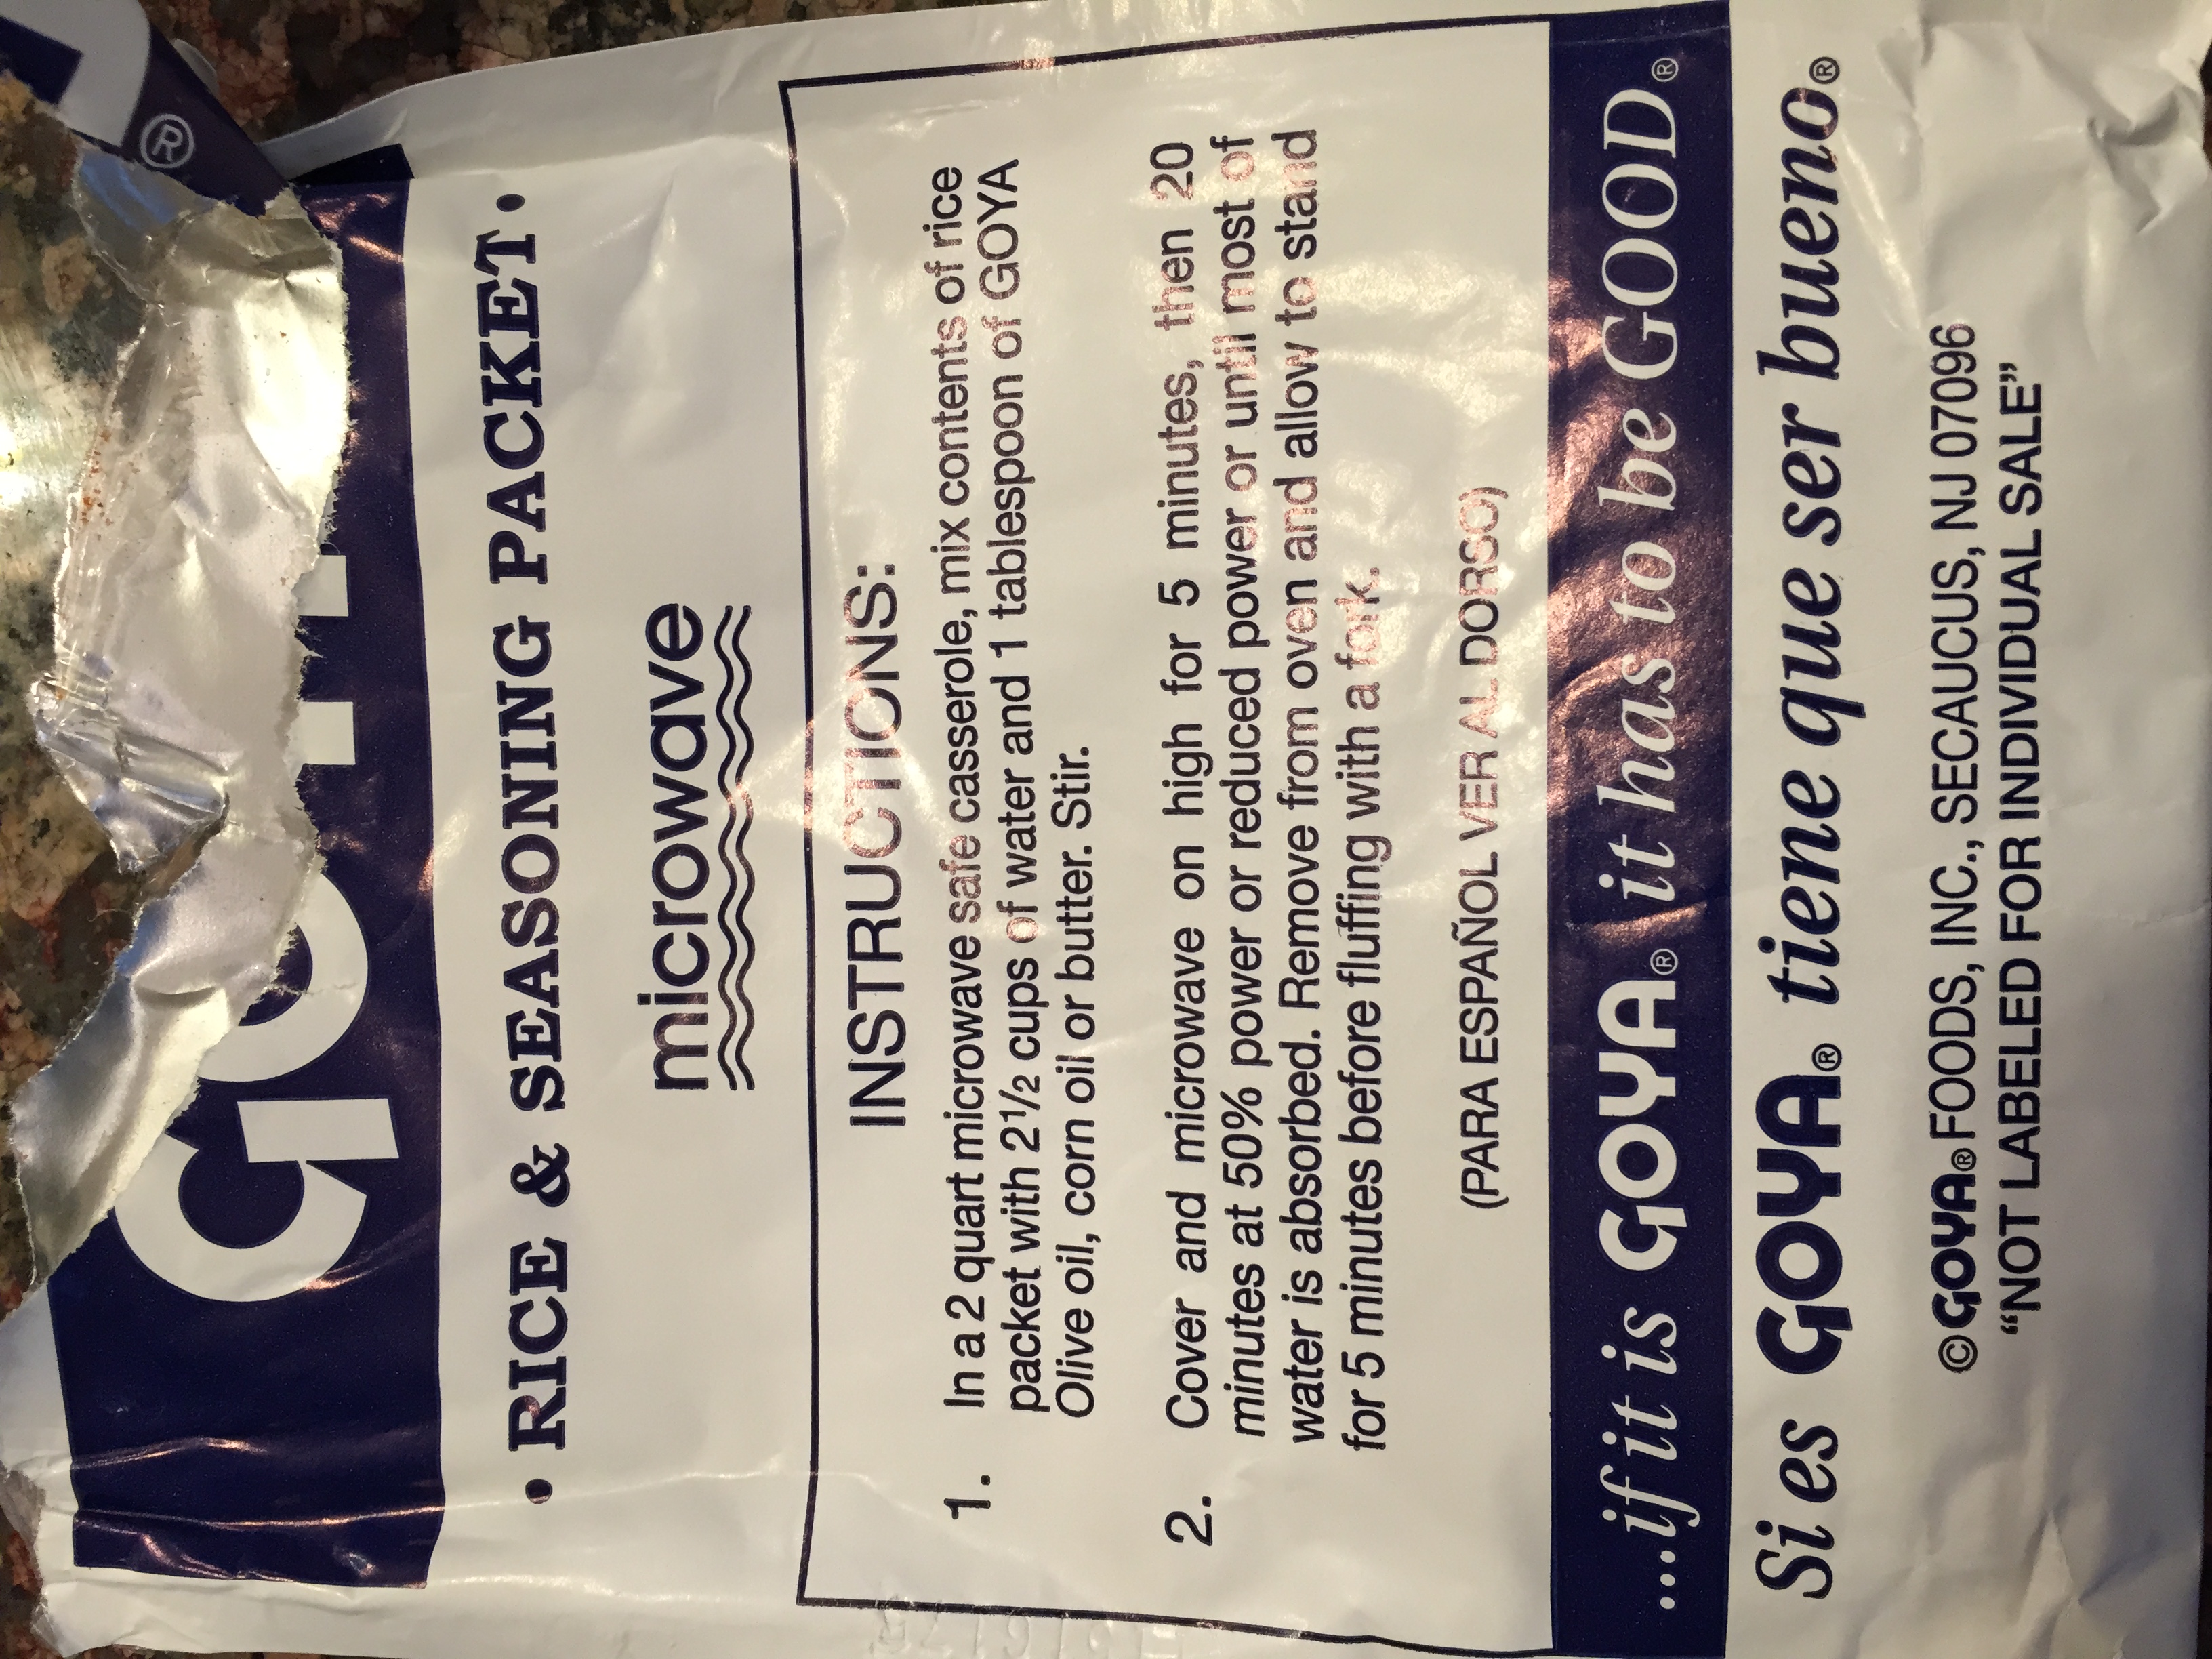 ®
GOYA
• RICE & SEASONING PACKET •
microwave
INSTRUCTIONS:
1. In a 2 quart microwave safe casserole, mix contents of rice
packet with 2½ cups of water and 1 tablespoon of GOYA
Olive oil, corn oil or butter. Stir.
2. Cover and microwave on high for 5 minutes, then 20
minutes at 50% power or reduced power or until most of
water is absorbed. Remove from oven and allow to stand
for 5 minutes before fluffing with a fork.
(PARA ESPAÑOL VER AL DORSO)
....if it is GOYA® it has to be GOOD.®
Si es GOYA® tiene que ser bueno®
©GOYA® FOODS, INC., SECAUCUS, NJ 07096
“NOT LABELED FOR INDIVIDUAL SALE”